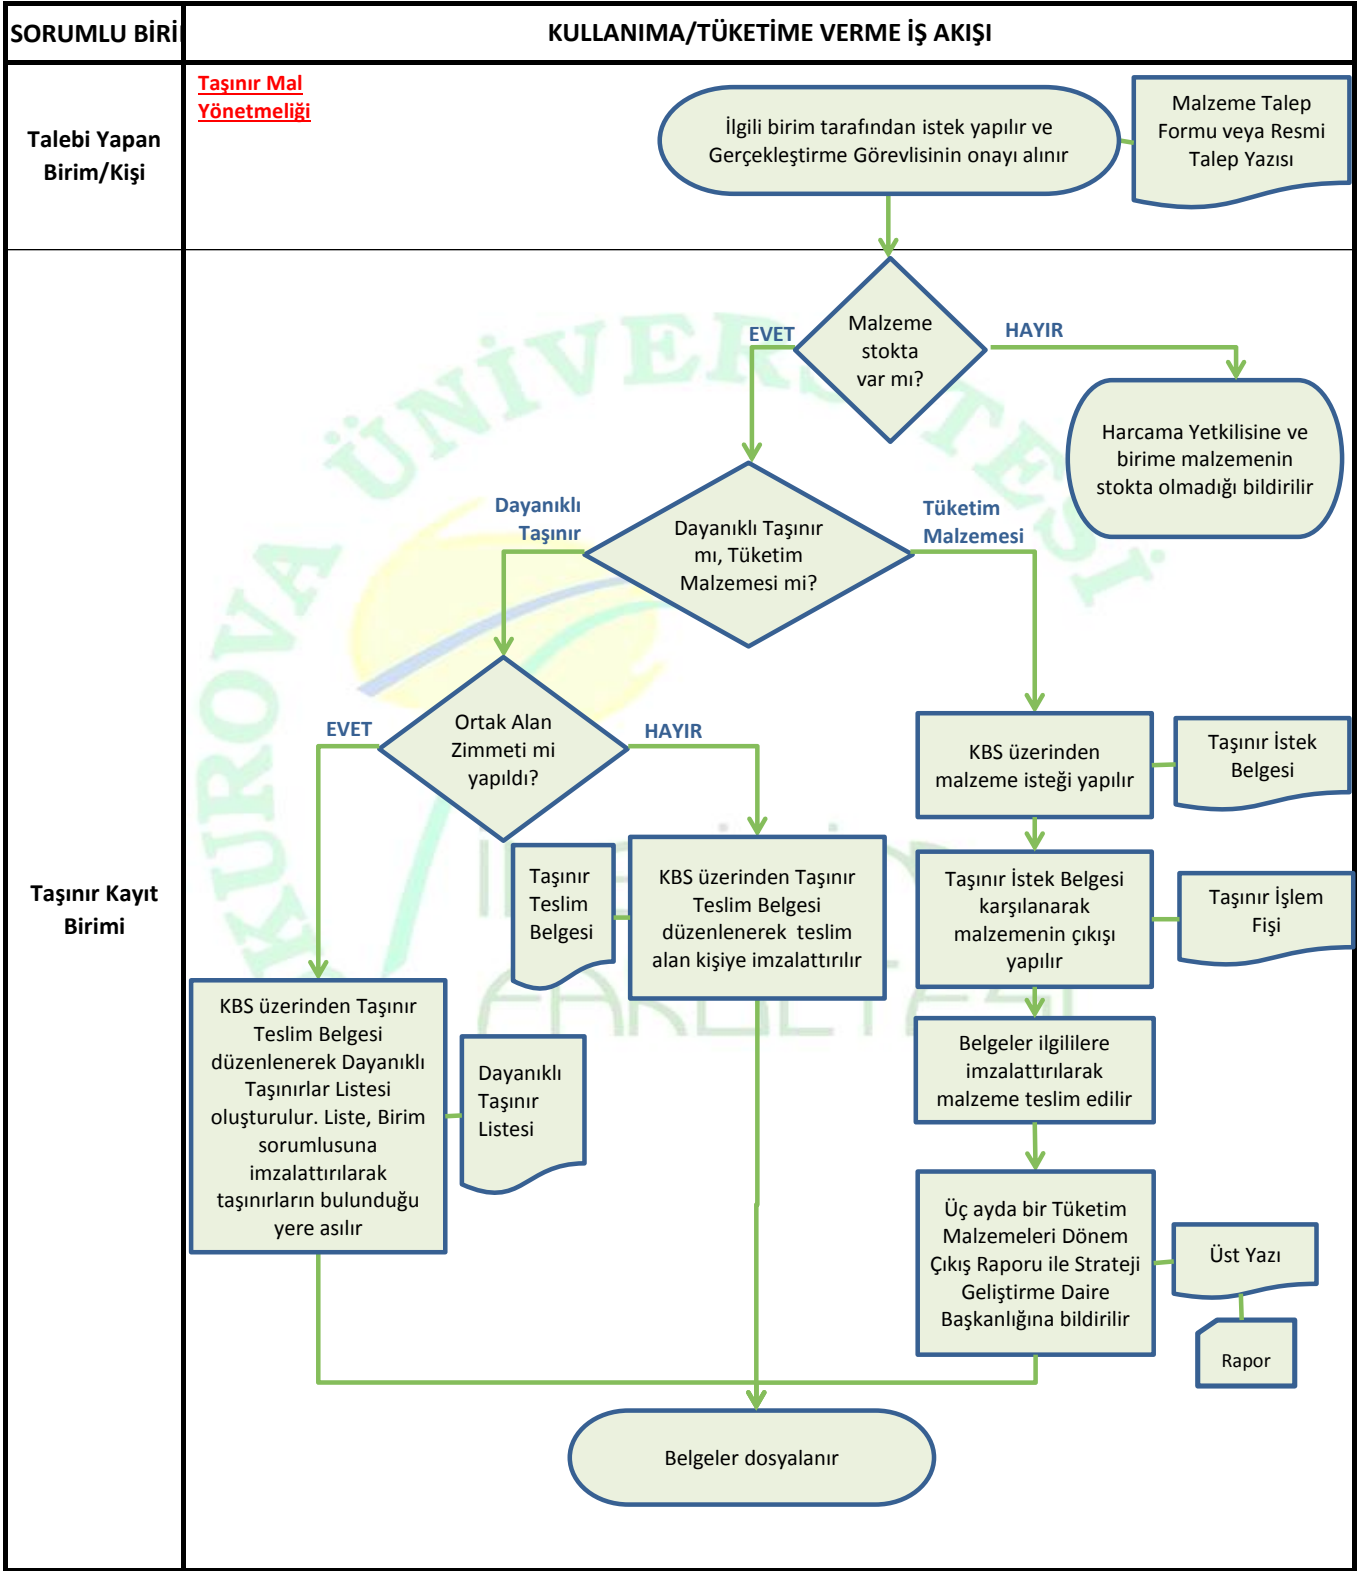 SORUMLU BİRİ
KULLANIMA/TÜKETİME VERME İŞ AKIŞI
Talebi Yapan
Birim/Kişi
Taşınır Mal
Yönetmeliği
İlgili birim tarafından istek yapılır ve
Gerçekleştirme Görevlisinin onayı alınır
Malzeme Talep
Formu veya Resmi
Talep Yazısı
Taşınır Kayıt
Birimi
Malzeme
stokta
var mı?
EVET
HAYIR
Harcama Yetkilisine ve
birime malzemenin
stokta olmadığı bildirilir
Dayanıklı Taşınır
mı, Tüketim
Malzemesi mi?
Dayanıklı
Taşınır
Tüketim
Malzemesi
Ortak Alan
Zimmeti mi
yapıldı?
EVET
HAYIR
KBS üzerinden
malzeme isteği yapılır
Taşınır İstek
Belgesi
Taşınır
Teslim
Belgesi
KBS üzerinden Taşınır
Teslim Belgesi
düzenlenerek teslim
alan kişiye imzalattırılır
Taşınır İstek Belgesi
karşılanarak
malzemenin çıkışı
yapılır
Taşınır İşlem
Fişi
KBS üzerinden Taşınır
Teslim Belgesi
düzenlenerek Dayanıklı
Taşınırlar Listesi
oluşturulur. Liste, Birim
sorumlusuna
imzalattırılarak
taşınırların bulunduğu
yere asılır
Dayanıklı
Taşınır
Listesi
Belgeler ilgililere
imzalattırılarak
malzeme teslim edilir
Üç ayda bir Tüketim
Malzemeleri Dönem
Çıkış Raporu ile Strateji
Geliştirme Daire
Başkanlığına bildirilir
Üst Yazı
Rapor
Belgeler dosyalanır
KUROVA ÜNİVERSİTESİ
FAKÜLTESİ